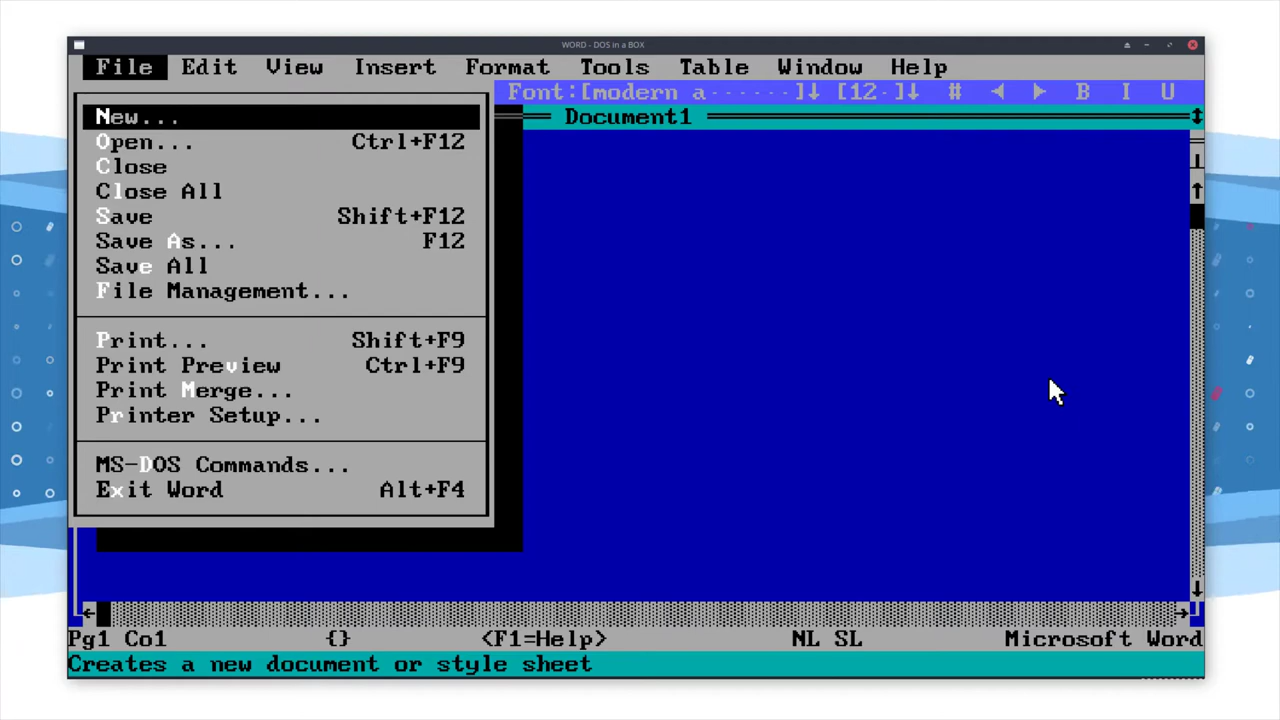 WORD - DOS in a BOX
File Edit View Insert Format Tools Table Window Help
Font:[modern a······]↓ [12·]↓ # B I U
Document1
New...
Open... Ctrl+F12
Close
Close All
Save Shift+F12
Save As... F12
Save All
File Management...
Print... Shift+F9
Print Preview Ctrl+F9
Print Merge...
Printer Setup...
MS-DOS Commands...
Exit Word Alt+F4
Pg1 Co1 {} <F1=Help> NL SL Microsoft Word
Creates a new document or style sheet